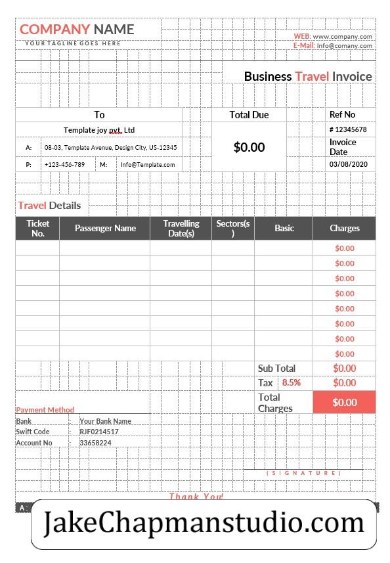 COMPANY NAME
YOUR TAGLINE GOES HERE
WEB: www.company.com
E-Mail: Info@comany.com
Business Travel Invoice
To Total Due Ref No
Template joy pvt. Ltd # 12345678
A: 08-03, Template Avenue, Design City, US-12345 $0.00 Invoice Date
P: +123-456-789 M: Info@Template.com 03/08/2020
Travel Details
Ticket No. Passenger Name Travelling Date(s) Sectors(s) Basic Charges
$0.00
$0.00
$0.00
$0.00
$0.00
$0.00
$0.00
$0.00
Sub Total $0.00
Tax 8.5% $0.00
Total Charges $0.00
Payment Method
Bank : Your Bank Name
Swift Code : RJF0214517
Account No : 33658224
(SIGNATURE)
Thank You!
A:
JakeChapmanstudio.com